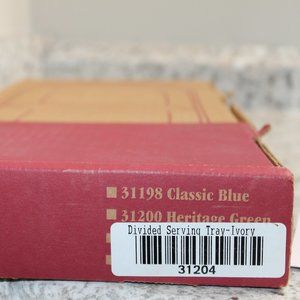 31198 Classic Blue
31200 Heritage Green
Divided Serving Tray-Ivory
31204